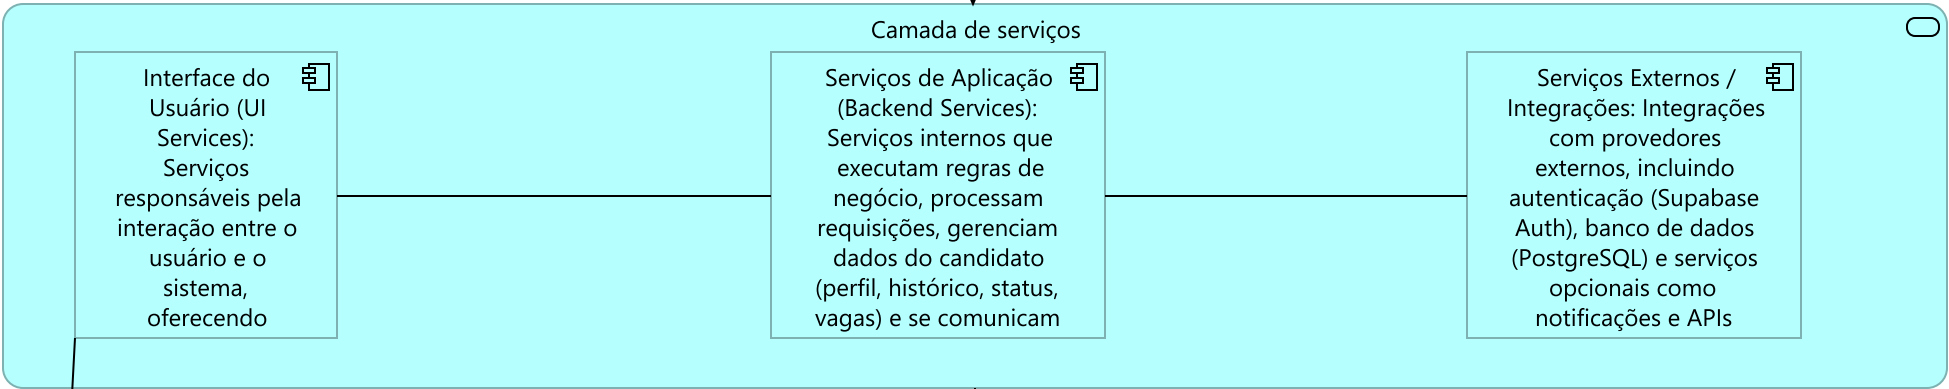 Camada de serviços
Interface do
Usuário (UI
Services):
Serviços
responsáveis pela
interação entre o
usuário e o
sistema,
oferecendo
Serviços de Aplicação
(Backend Services):
Serviços internos que
executam regras de
negócio, processam
requisições, gerenciam
dados do candidato
(perfil, histórico, status,
vagas) e se comunicam
Serviços Externos /
Integrações: Integrações
com provedores
externos, incluindo
autenticação (Supabase
Auth), banco de dados
(PostgreSQL) e serviços
opcionais como
notificações e APIs